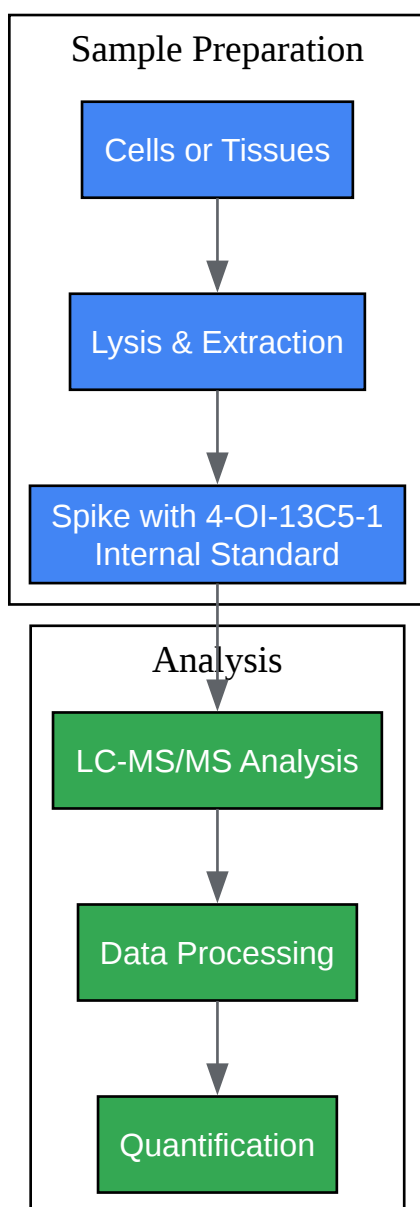 Sample Preparation
Cells or Tissues
Lysis & Extraction
Spike with 4-OI-13C5-1
Internal Standard
Analysis
LC-MS/MS Analysis
Data Processing
Quantification